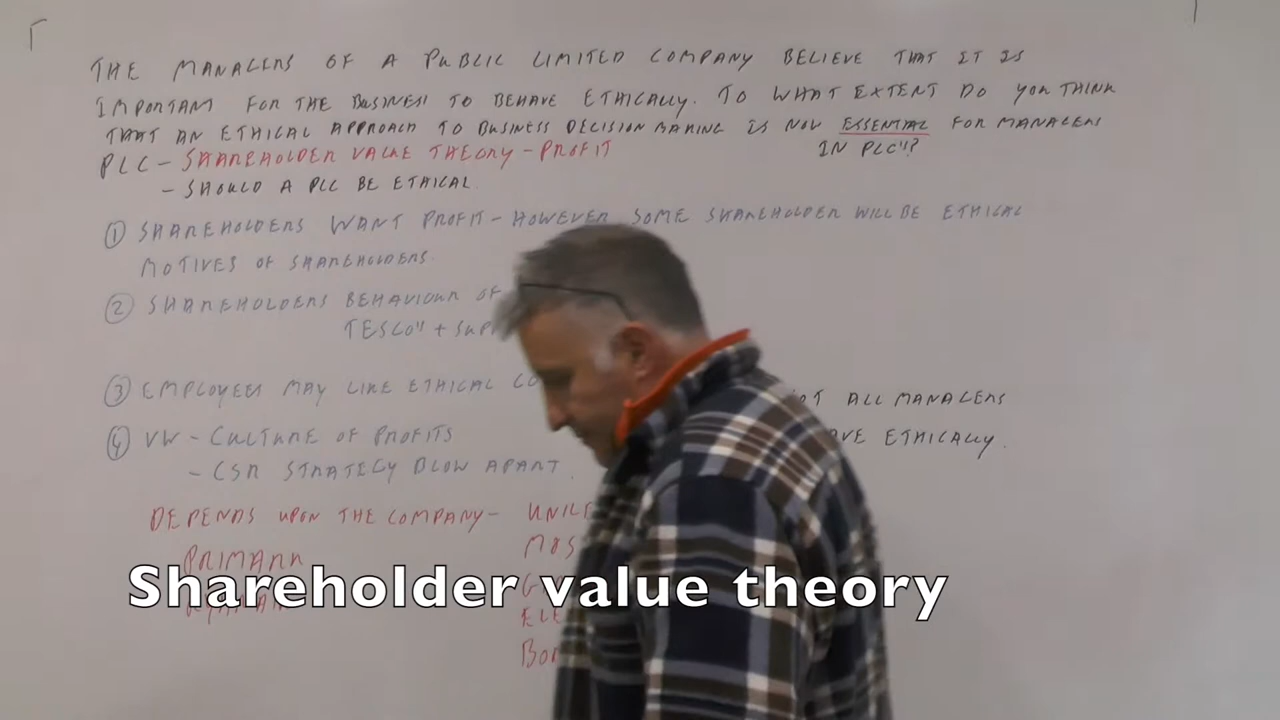 THE MANAGERS OF A PUBLIC LIMITED COMPANY BELIEVE THAT IT IS
IMPORTANT FOR THE BUSINESS TO BEHAVE ETHICALLY. TO WHAT EXTENT DO YOU THINK
THAT AN ETHICAL APPROACH TO BUSINESS DECISION MAKING IS NOW ESSENTIAL FOR MANAGERS
IN PLC"?
PLC - SHAREHOLDER VALUE THEORY - PROFIT
- SHOULD A PLC BE ETHICAL
① SHAREHOLDERS WANT PROFIT - HOWEVER SOME SHAREHOLDER WILL BE ETHICAL
MOTIVES OF SHAREHOLDERS.
② SHAREHOLDERS BEHAVIOUR OF
TESCO" +
③ EMPLOYEES MAY LIKE ETHICAL
ALL MANAGERS
④ VW - CULTURE OF PROFITS
ETHICALLY.
- CSR STRATEGY BLOW APART.
DEPENDS UPON THE COMPANY -
PRIMARK
Shareholder value theory